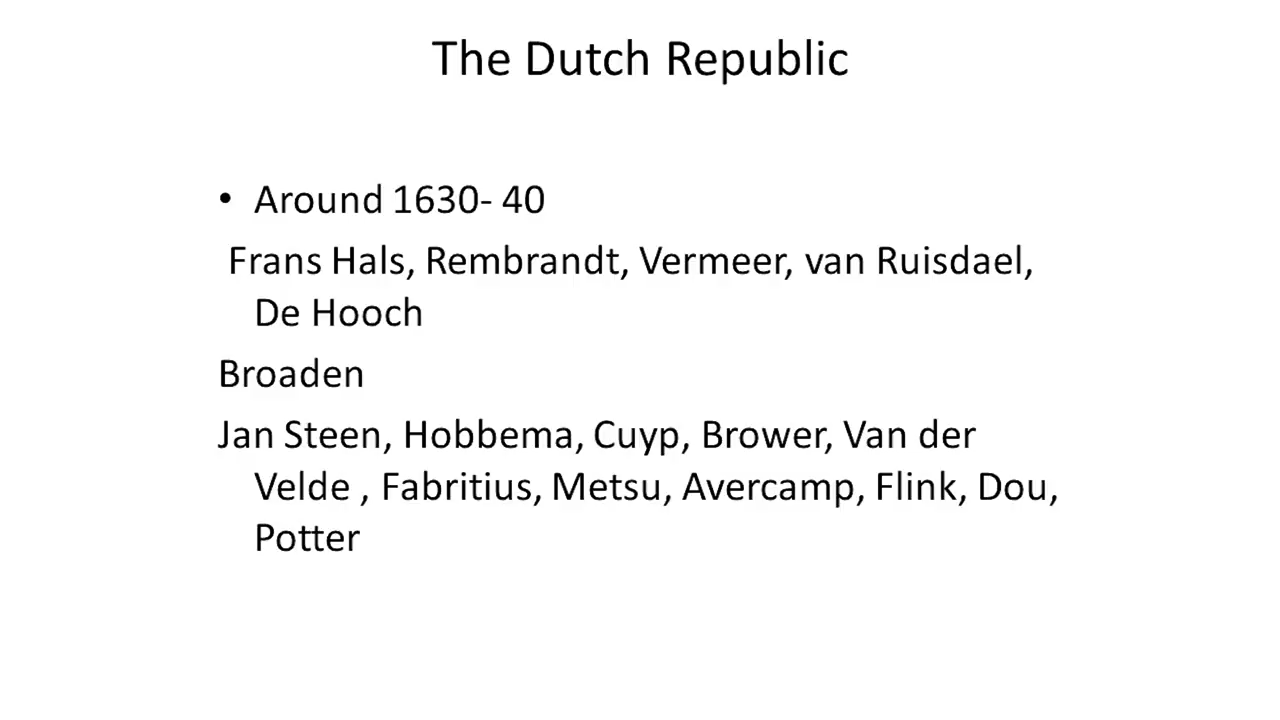 The Dutch Republic
• Around 1630- 40
Frans Hals, Rembrandt, Vermeer, van Ruisdael,
De Hooch
Broaden
Jan Steen, Hobbema, Cuyp, Brower, Van der
Velde , Fabritius, Metsu, Avercamp, Flink, Dou,
Potter